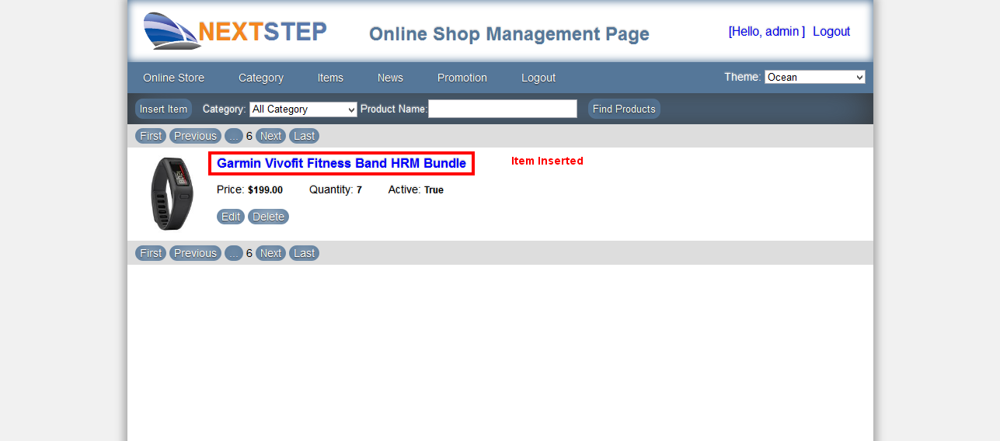 NEXTSTEP
Online Shop Management Page
[Hello, admin ] Logout
Online Store Category Items News Promotion Logout Theme: Ocean
Insert Item Category: All Category Product Name: Find Products
First Previous ... 6 Next Last
Garmin Vivofit Fitness Band HRM Bundle
Item Inserted
Price: $199.00 Quantity: 7 Active: True
Edit Delete
First Previous ... 6 Next Last